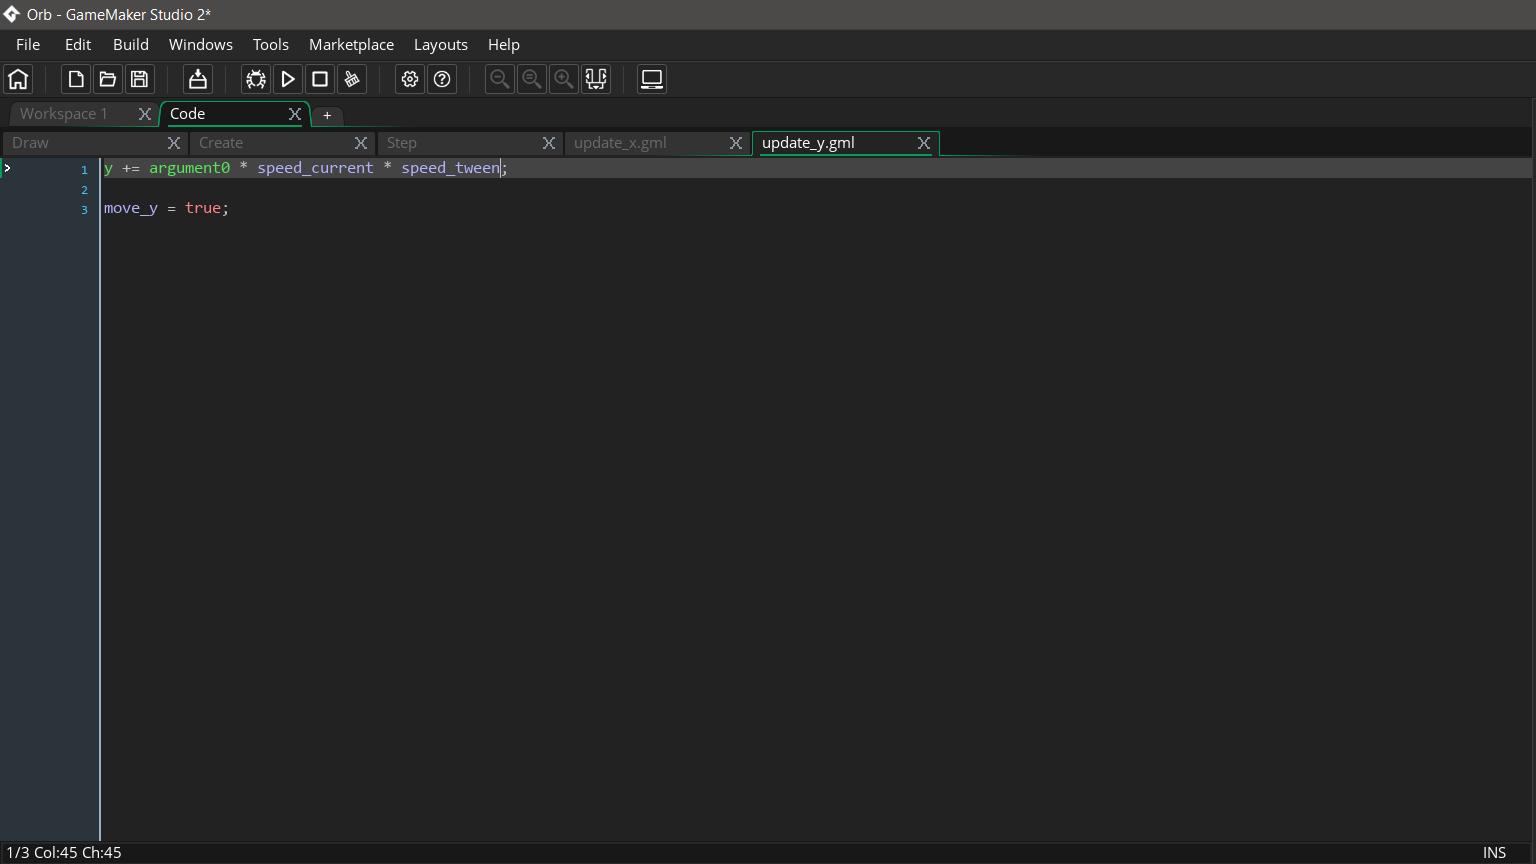 Orb - GameMaker Studio 2*
File Edit Build Windows Tools Marketplace Layouts Help
Workspace 1 Code +
Draw Create Step update_x.gml update_y.gml
1 y += argument0 * speed_current * speed_tween;
2
3 move_y = true;
1/3 Col:45 Ch:45 INS